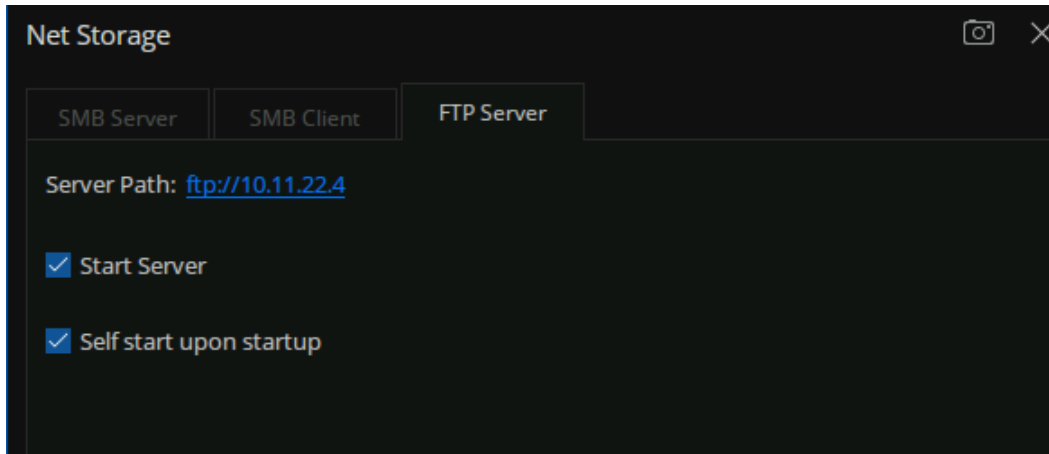 Net Storage
SMB Server SMB Client FTP Server
Server Path: ftp://10.11.22.4
Start Server
Self start upon startup